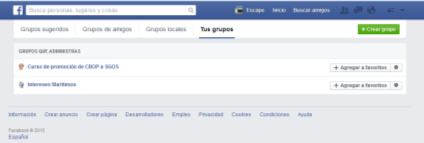 Busca personas, lugares y cosas
Escape Inicio Buscar amigos
Grupos sugeridos Grupos de amigos Grupos locales Tus grupos + Crear grupo
GRUPOS QUE ADMINISTRAS
Curso de promoción de CBOP a SGOS + Agregar a favoritos
Intereses Marítimos + Agregar a favoritos
Información Crear anuncio Crear página Desarrolladores Empleo Privacidad Cookies Condiciones Ayuda
Facebook © 2015
Español